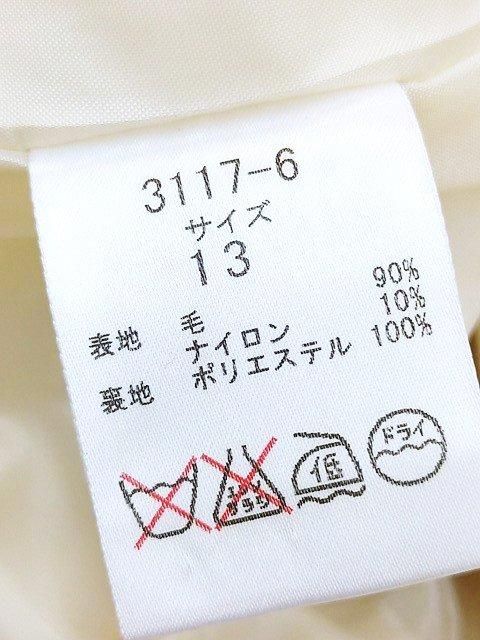 3117-6
サイズ
13
表地 毛 90%
ナイロン 10%
裏地 ポリエステル 100%
エンソ サラシ 低 ドライ